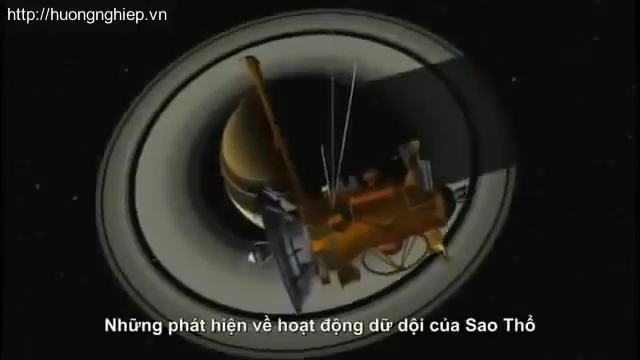 http://huongnghiep.vn
Những phát hiện về hoạt động dữ dội của Sao Thổ